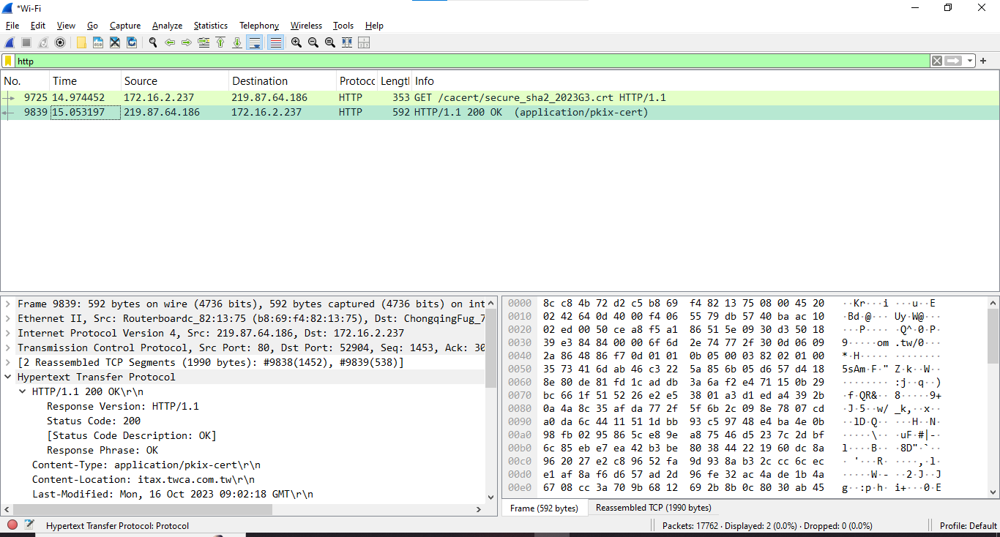 *Wi-Fi
File Edit View Go Capture Analyze Statistics Telephony Wireless Tools Help
http
No. Time Source Destination Protoc Lengtl Info
9725 14.974452 172.16.2.237 219.87.64.186 HTTP 353 GET /cacert/secure_sha2_2023G3.crt HTTP/1.1
9839 15.053197 219.87.64.186 172.16.2.237 HTTP 592 HTTP/1.1 200 OK (application/pkix-cert)
Frame 9839: 592 bytes on wire (4736 bits), 592 bytes captured (4736 bits) on int
Ethernet II, Src: Routerboardc_82:13:75 (b8:69:f4:82:13:75), Dst: ChongqingFug_7
Internet Protocol Version 4, Src: 219.87.64.186, Dst: 172.16.2.237
Transmission Control Protocol, Src Port: 80, Dst Port: 52904, Seq: 1453, Ack: 30
[2 Reassembled TCP Segments (1990 bytes): #9838(1452), #9839(538)]
Hypertext Transfer Protocol
HTTP/1.1 200 OK\r\n
Response Version: HTTP/1.1
Status Code: 200
[Status Code Description: OK]
Response Phrase: OK
Content-Type: application/pkix-cert\r\n
Content-Location: itax.twca.com.tw\r\n
Last-Modified: Mon, 16 Oct 2023 09:02:18 GMT\r\n
0000 8c c8 4b 72 d2 c5 b8 69 f4 82 13 75 08 00 45 20 ··Kr···i ···u··E
0010 02 42 64 0d 40 00 f4 06 55 79 db 57 40 ba ac 10 ·Bd·@··· Uy·W@···
0020 02 ed 00 50 ce a8 f5 a1 86 51 5e 09 30 d3 50 18 ···P···· ·Q^·0·P·
0030 39 e3 84 84 00 00 6f 6d 2e 74 77 2f 30 0d 06 09 9·····om .tw/0···
0040 2a 86 48 86 f7 0d 01 01 0b 05 00 03 82 02 01 00 *·H····· ········
0050 35 73 41 6d ab 46 c3 22 5a 85 6b 05 d6 57 d4 18 5sAm·F·" Z·k··W··
0060 8e 80 de 81 fd 1c ad db 3a 6a f2 e4 71 15 0b 29 ········ :j··q··)
0070 bc 66 1f 51 52 26 e2 e5 38 01 a3 d1 ed a4 39 2b ·f·QR&·· 8·····9+
0080 0a 4a 8c 35 af da 77 2f 5f 6b 2c 09 8e 78 07 cd ·J·5··w/ _k,··x··
0090 a0 da 6c 44 11 51 1d bb 93 c5 97 48 e4 ba 4e 0b ··lD·Q·· ···H··N·
00a0 98 fb 02 95 86 5c e8 9e a8 75 46 d5 23 7c 2d bf ·····\·· ·uF·#|-·
00b0 6c 85 eb e7 ea 42 b3 be 80 38 44 22 19 60 dc 8a l····B·· ·8D"·`··
00c0 96 20 27 e2 c8 96 52 fa 9d 93 8a b3 2c cc 6c ec · '···R· ····,·l·
00d0 e1 af 8a f6 d6 57 ad 2d 96 fe 32 ac 4a de 1b 4a ·····W·- ··2·J··J
00e0 67 08 cc 3a 70 9b 68 12 69 2b 8b 0c 80 30 ab 45 g··:p·h· i+···0·E
Frame (592 bytes) Reassembled TCP (1990 bytes)
Hypertext Transfer Protocol: Protocol Packets: 17762 · Displayed: 2 (0.0%) · Dropped: 0 (0.0%) Profile: Default